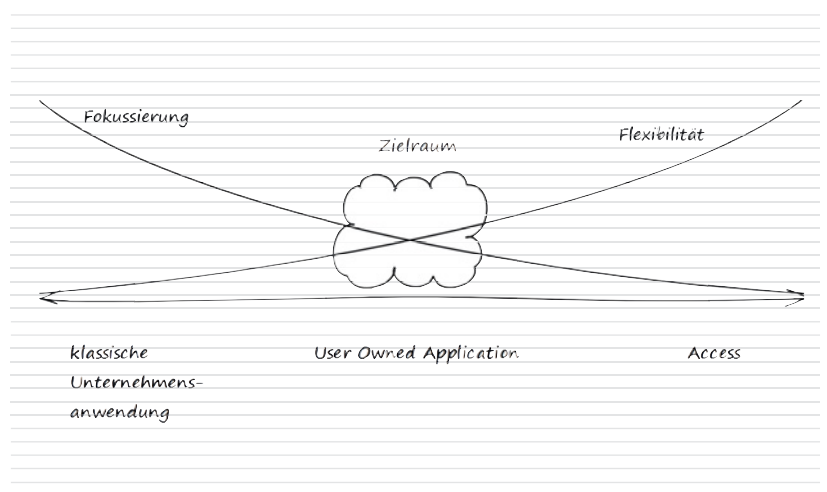 Fokussierung
Flexibilität
Zielraum
klassische
Unternehmens-
anwendung
User Owned Application
Access